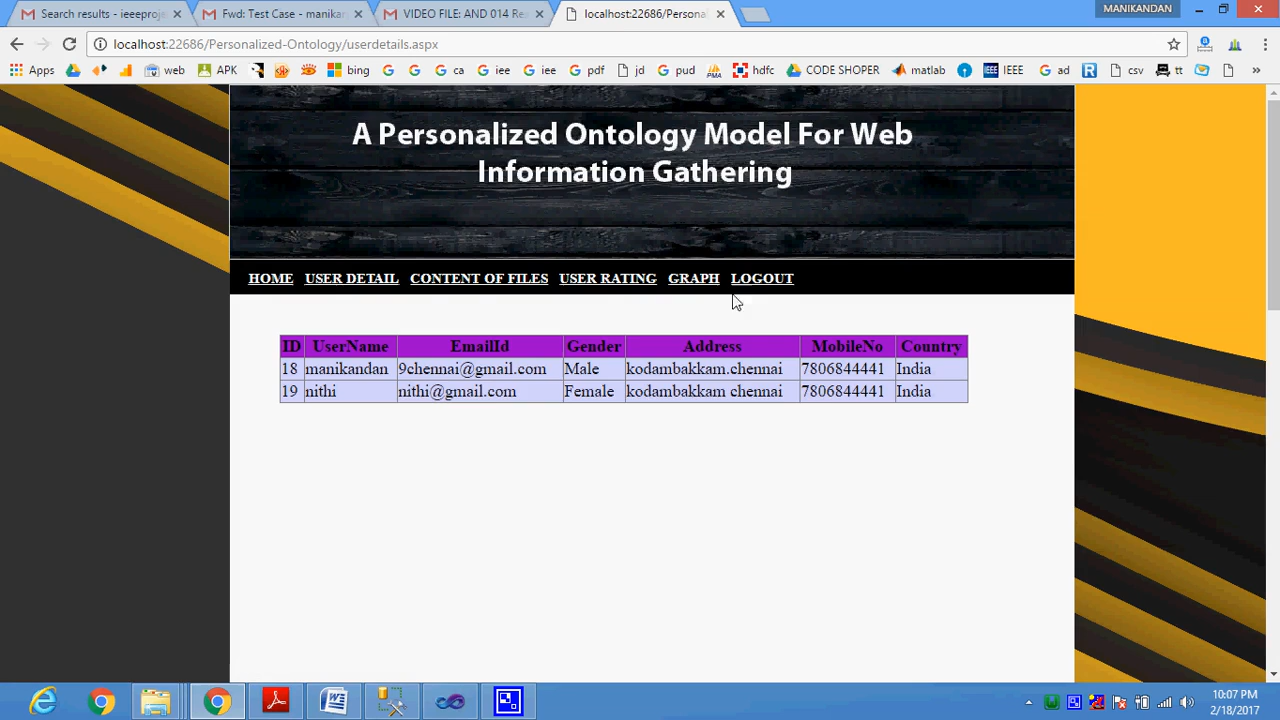 Search results - ieeeproje
Fwd: Test Case - manikan
VIDEO FILE: AND 014 Re
localhost:22686/Persona
MANIKANDAN
localhost:22686/Personalized-Ontology/userdetails.aspx
Apps web APK bing ca iee iee pdf jd pud hdfc CODE SHOPER matlab IEEE ad csv tt »
A Personalized Ontology Model For Web
Information Gathering
HOME USER DETAIL CONTENT OF FILES USER RATING GRAPH LOGOUT
ID UserName EmailId Gender Address MobileNo Country
18 manikandan 9chennai@gmail.com Male kodambakkam.chennai 7806844441 India
19 nithi nithi@gmail.com Female kodambakkam chennai 7806844441 India
10:07 PM
2/18/2017